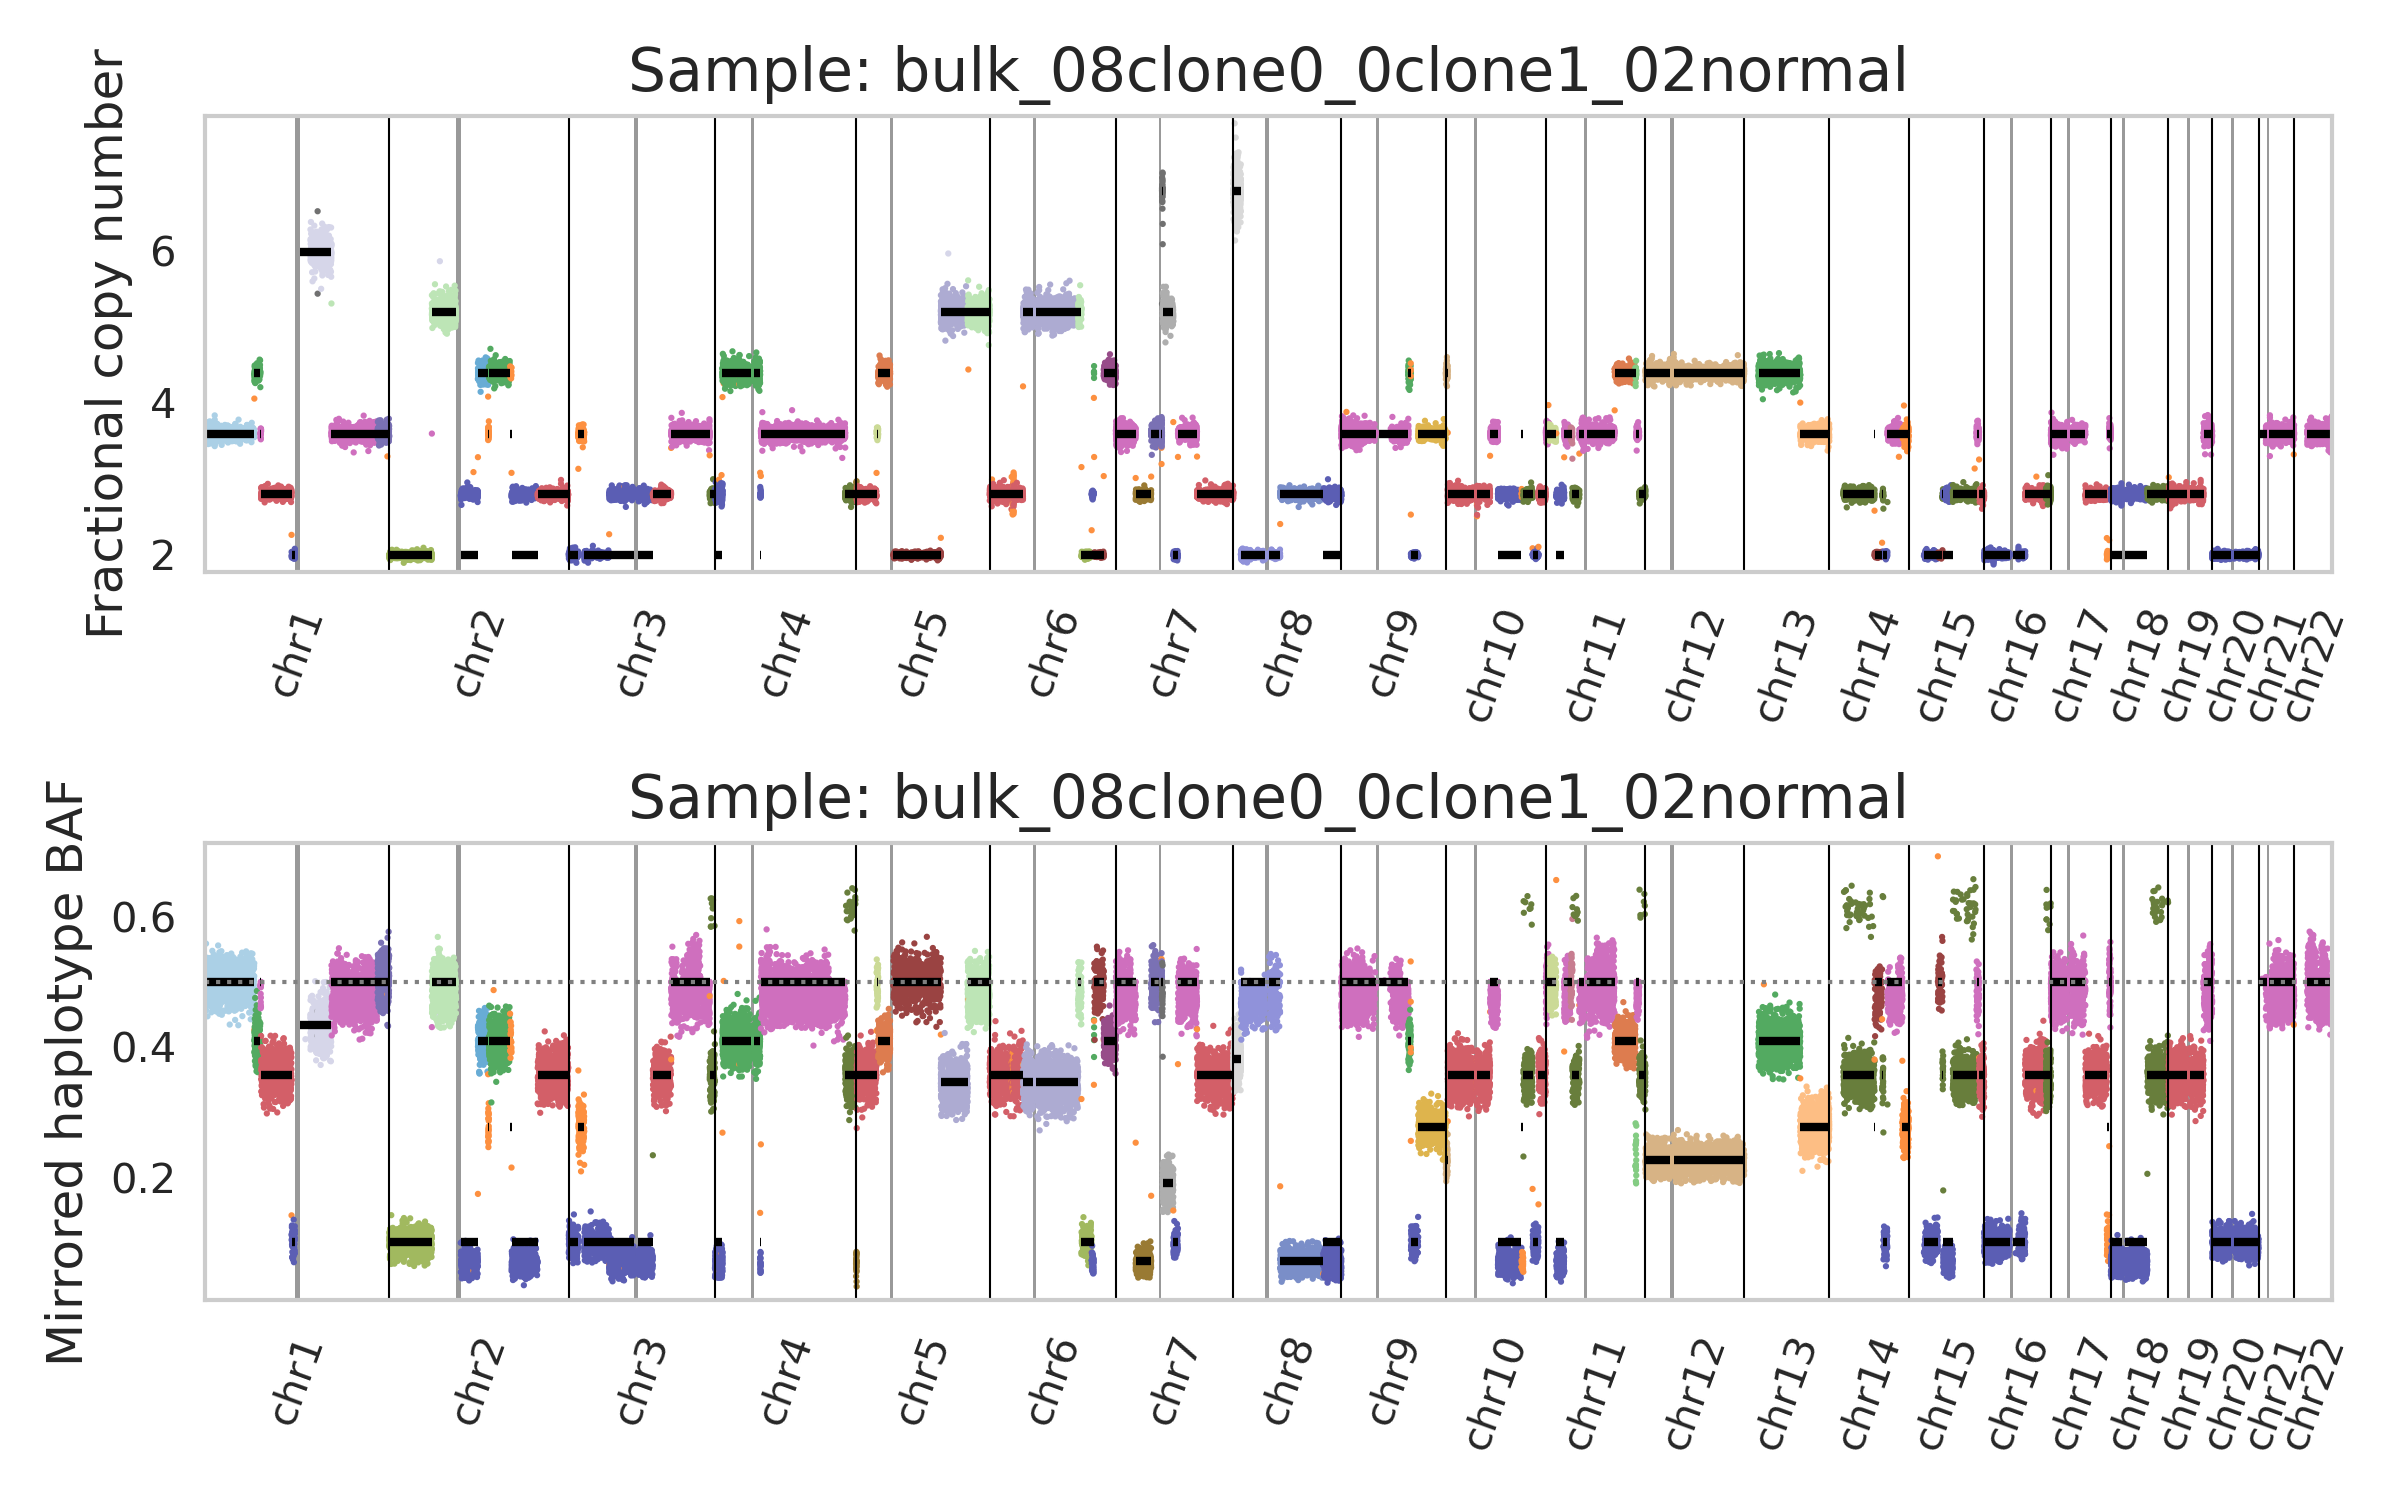 Sample: bulk_08clone0_0clone1_02normal
Fractional copy number
6
4
2
chr1 chr2 chr3 chr4 chr5 chr6 chr7 chr8 chr9 chr10 chr11 chr12 chr13 chr14 chr15 chr16 chr17 chr18 chr19 chr20 chr21 chr22
Sample: bulk_08clone0_0clone1_02normal
Mirrored haplotype BAF
0.6
0.4
0.2
chr1 chr2 chr3 chr4 chr5 chr6 chr7 chr8 chr9 chr10 chr11 chr12 chr13 chr14 chr15 chr16 chr17 chr18 chr19 chr20 chr21 chr22